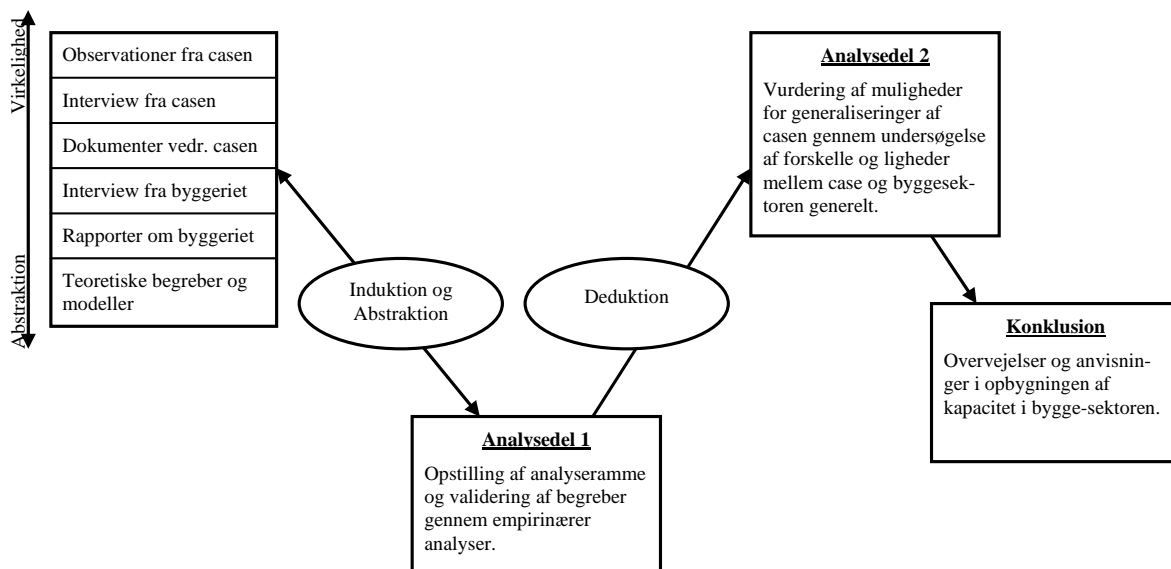 Virkelighed
Abstraktion
Observationer fra casen
Interview fra casen
Dokumenter vedr. casen
Interview fra byggeriet
Rapporter om byggeriet
Teoretiske begreber og
modeller
Induktion og
Abstraktion
Analysedel 1
Opstilling af analyseramme
og validering af begreber
gennem empirinærer
analyser.
Deduktion
Analysedel 2
Vurdering af muligheder
for generaliseringer af
casen gennem undersøgelse
af forskelle og ligheder
mellem case og byggesek-
toren generelt.
Konklusion
Overvejelser og anvisnin-
ger i opbygningen af
kapacitet i bygge-sektoren.